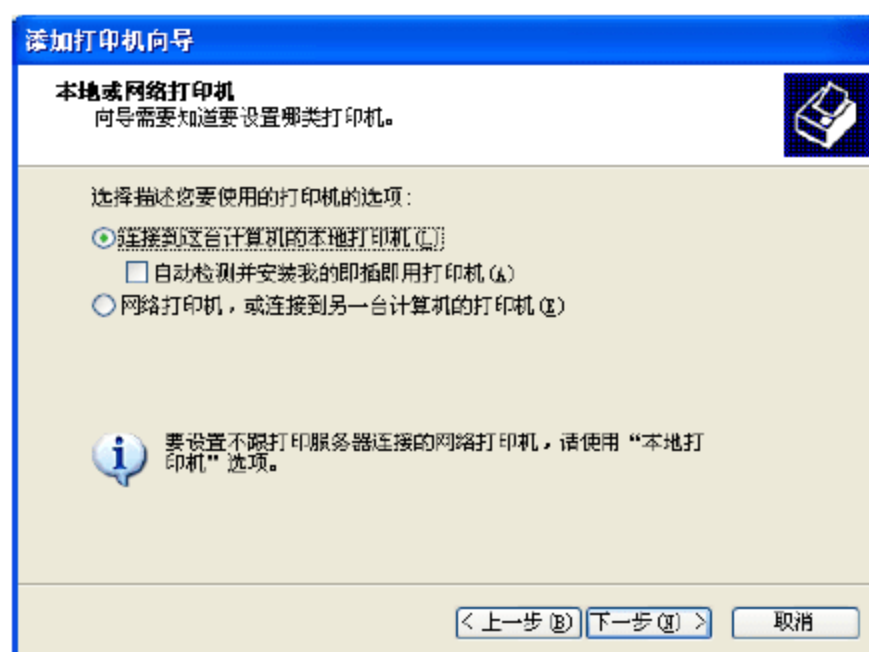 添加打印机向导
本地或网络打印机
向导需要知道要设置哪类打印机。
选择描述您要使用的打印机的选项:
连接到这台计算机的本地打印机(L)
自动检测并安装我的即插即用打印机(A)
网络打印机，或连接到另一台计算机的打印机(E)
要设置不跟打印服务器连接的网络打印机，请使用“本地打
印机”选项。
< 上一步(B) 下一步(N) > 取消